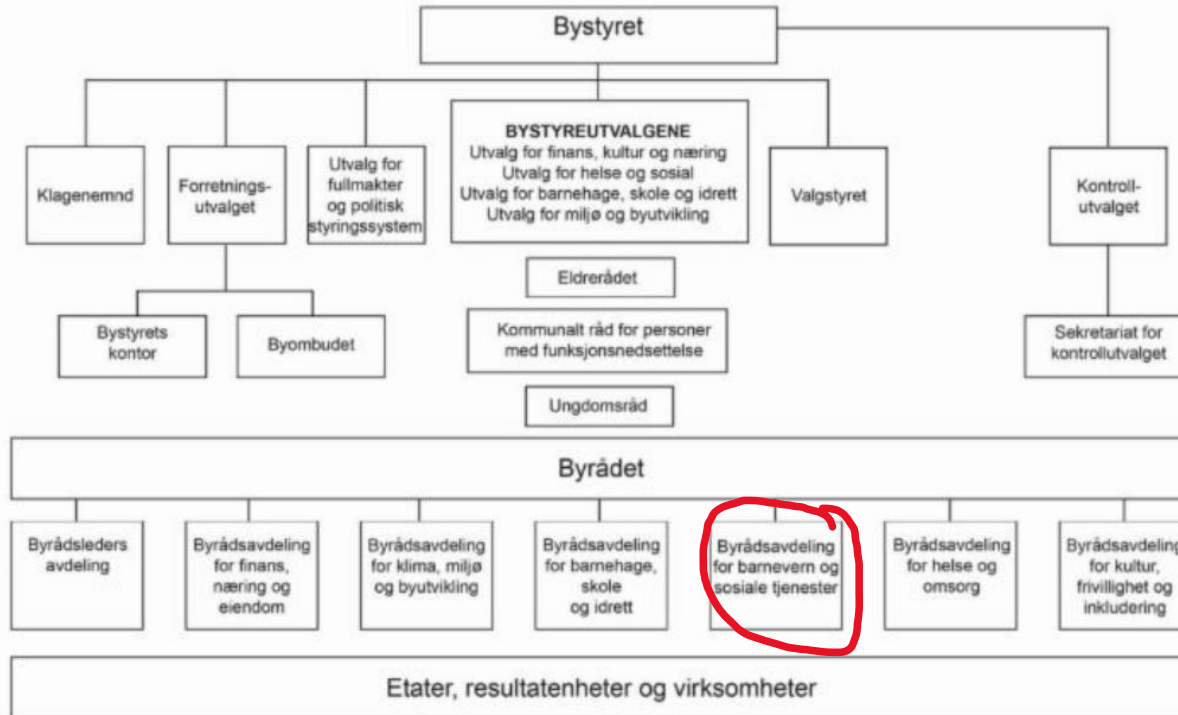 Bystyret
Klagenemnd
Forretnings-
utvalget
Utvalg for
fullmakter
og politisk
styringssystem
BYSTYREUTVALGENE
Utvalg for finans, kultur og næring
Utvalg for helse og sosial
Utvalg for barnehage, skole og idrett
Utvalg for miljø og byutvikling
Valgstyret
Kontroll-
utvalget
Bystyrets
kontor
Byombudet
Eldrerådet
Kommunalt råd for personer
med funksjonsnedsettelse
Ungdomsråd
Sekretariat for
kontrollutvalget
Byrådet
Byrådsleders
avdeling
Byrådsavdeling
for finans,
næring og
eiendom
Byrådsavdeling
for klima, miljø
og byutvikling
Byrådsavdeling
for barnehage,
skole
og idrett
Byrådsavdeling
for barnevern og
sosiale tjenester
Byrådsavdeling
for helse og
omsorg
Byrådsavdeling
for kultur,
frivillighet og
inkludering
Etater, resultatenheter og virksomheter